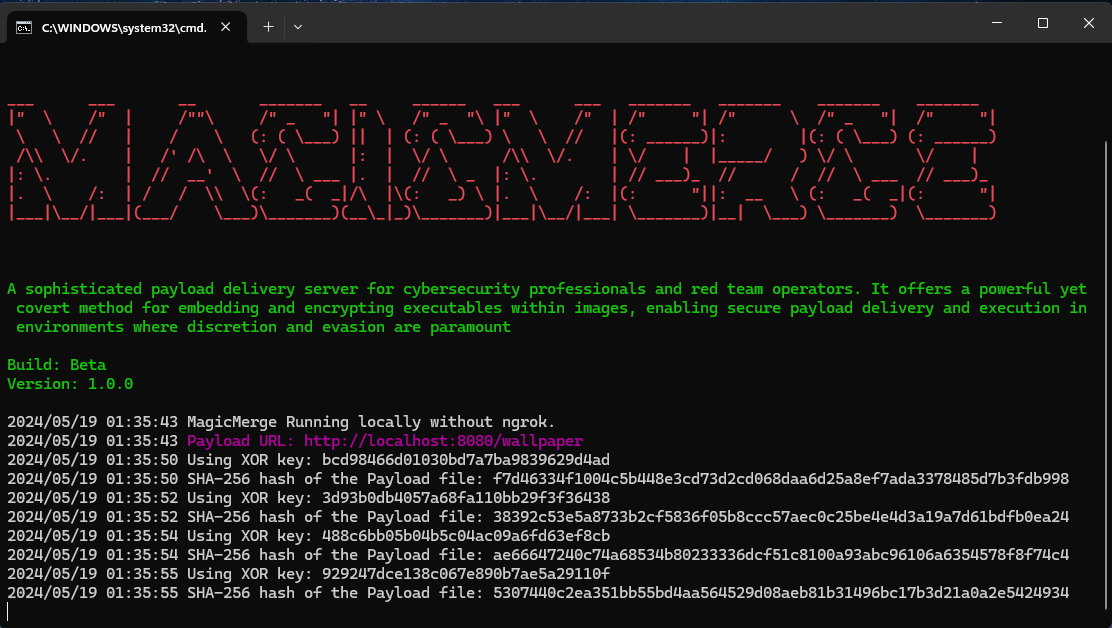 C:\WINDOWS\system32\cmd.
MAGICMERGE
A sophisticated payload delivery server for cybersecurity professionals and red team operators. It offers a powerful yet
covert method for embedding and encrypting executables within images, enabling secure payload delivery and execution in
environments where discretion and evasion are paramount
Build: Beta
Version: 1.0.0
2024/05/19 01:35:43 MagicMerge Running locally without ngrok.
2024/05/19 01:35:43 Payload URL: http://localhost:8080/wallpaper
2024/05/19 01:35:50 Using XOR key: bcd98466d01030bd7a7ba9839629d4ad
2024/05/19 01:35:50 SHA-256 hash of the Payload file: f7d46334f1004c5b448e3cd73d2cd068daa6d25a8ef7ada3378485d7b3fdb998
2024/05/19 01:35:52 Using XOR key: 3d93b0db4057a68fa110bb29f3f36438
2024/05/19 01:35:52 SHA-256 hash of the Payload file: 38392c53e5a8733b2cf5836f05b8ccc57aec0c25be4e4d3a19a7d61bdfb0ea24
2024/05/19 01:35:54 Using XOR key: 488c6bb05b04b5c04ac09a6fd63ef8cb
2024/05/19 01:35:54 SHA-256 hash of the Payload file: ae66647240c74a68534b80233336dcf51c8100a93abc96106a6354578f8f74c4
2024/05/19 01:35:55 Using XOR key: 929247dce138c067e890b7ae5a29110f
2024/05/19 01:35:55 SHA-256 hash of the Payload file: 5307440c2ea351bb55bd4aa564529d08aeb81b31496bc17b3d21a0a2e5424934